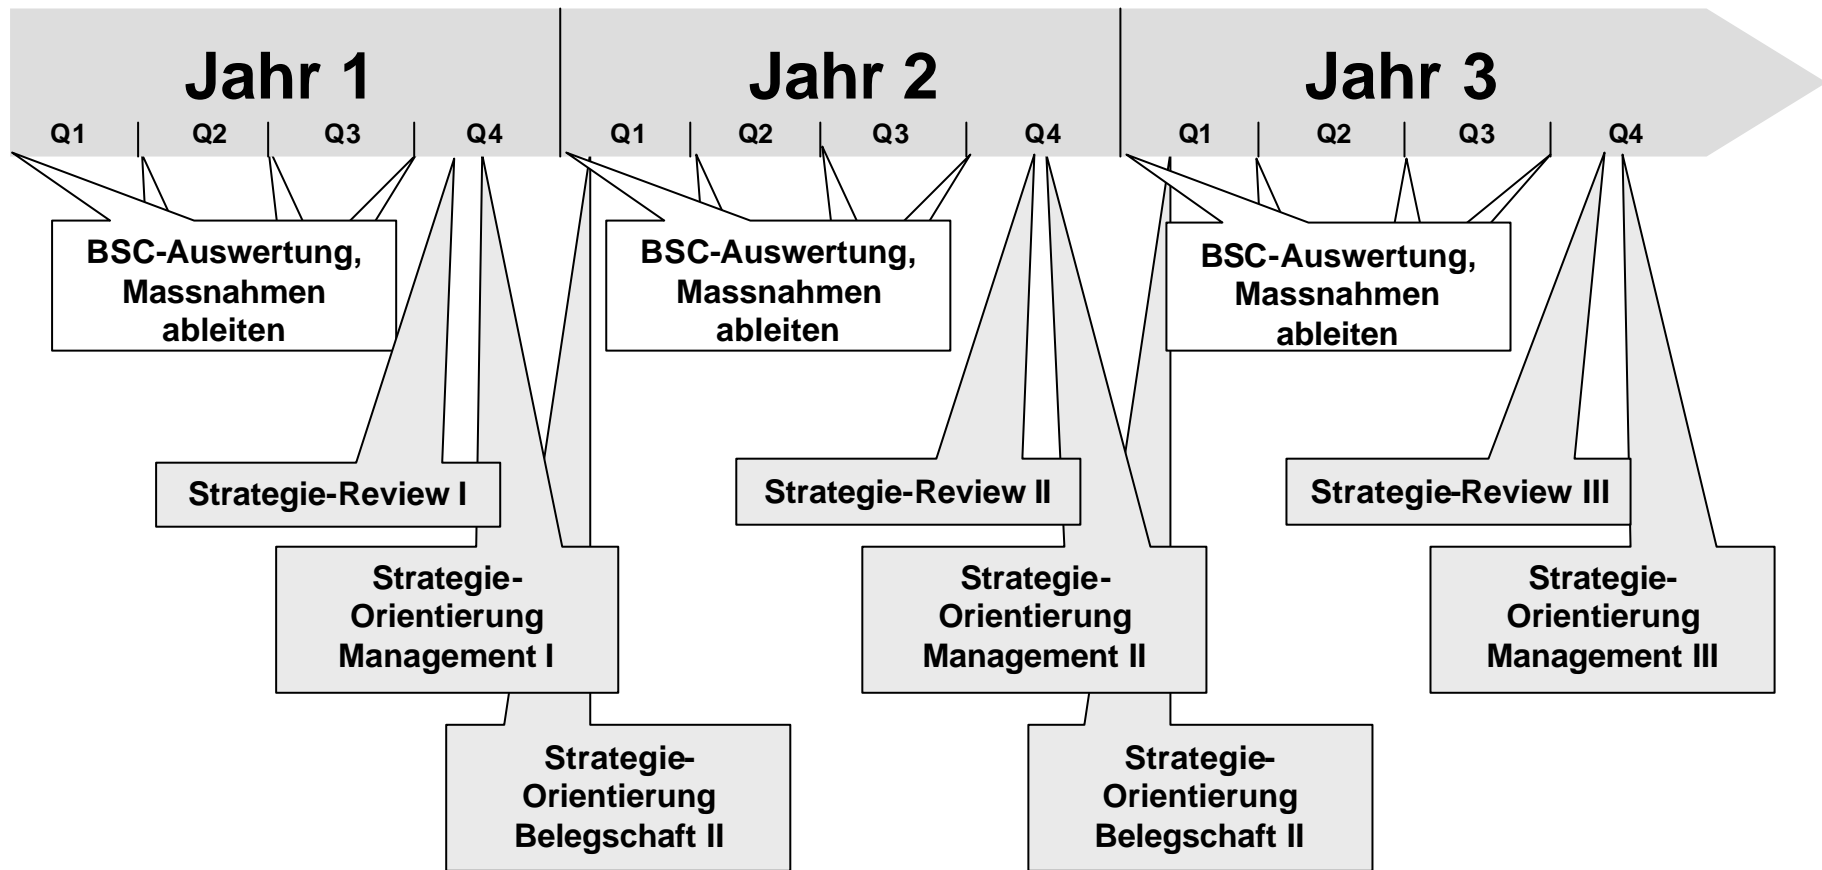 Jahr 1
Jahr 2
Jahr 3
Q1 Q2 Q3 Q4 Q1 Q2 Q3 Q4 Q1 Q2 Q3 Q4
BSC-Auswertung,
Massnahmen
ableiten
BSC-Auswertung,
Massnahmen
ableiten
BSC-Auswertung,
Massnahmen
ableiten
Strategie-Review I
Strategie-Review II
Strategie-Review III
Strategie-
Orientierung
Management I
Strategie-
Orientierung
Management II
Strategie-
Orientierung
Management III
Strategie-
Orientierung
Belegschaft II
Strategie-
Orientierung
Belegschaft II